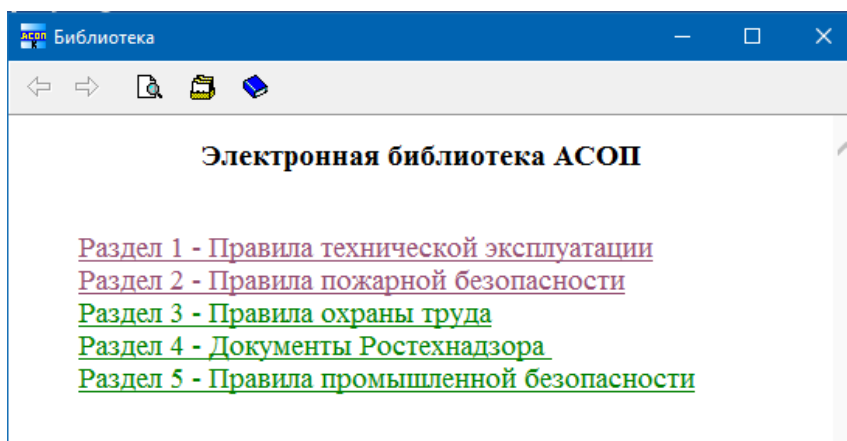 АСОП
К
Библиотека
Электронная библиотека АСОП
Раздел 1 - Правила технической эксплуатации
Раздел 2 - Правила пожарной безопасности
Раздел 3 - Правила охраны труда
Раздел 4 - Документы Ростехнадзора
Раздел 5 - Правила промышленной безопасности